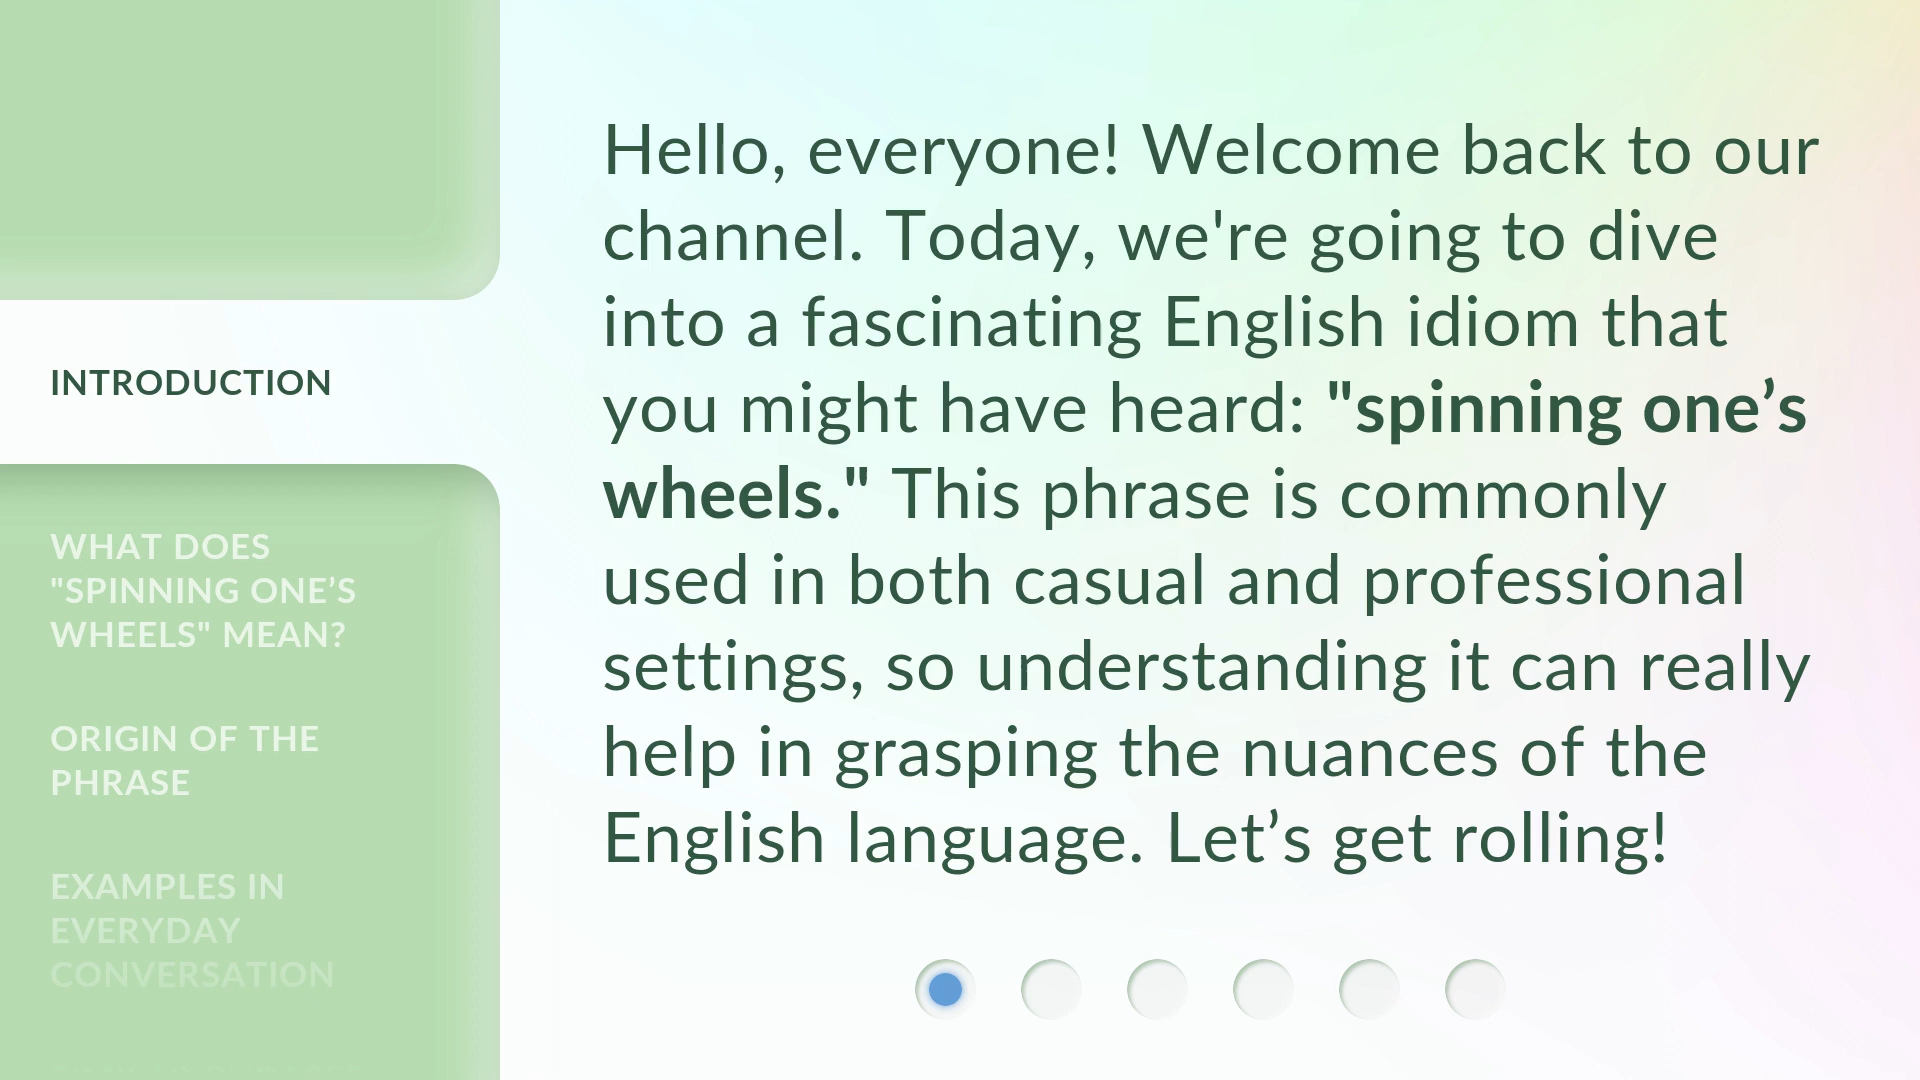 INTRODUCTION
WHAT DOES
"SPINNING ONE’S
WHEELS" MEAN?
ORIGIN OF THE
PHRASE
EXAMPLES IN
EVERYDAY
CONVERSATION
Hello, everyone! Welcome back to our
channel. Today, we're going to dive
into a fascinating English idiom that
you might have heard: "spinning one’s
wheels." This phrase is commonly
used in both casual and professional
settings, so understanding it can really
help in grasping the nuances of the
English language. Let’s get rolling!